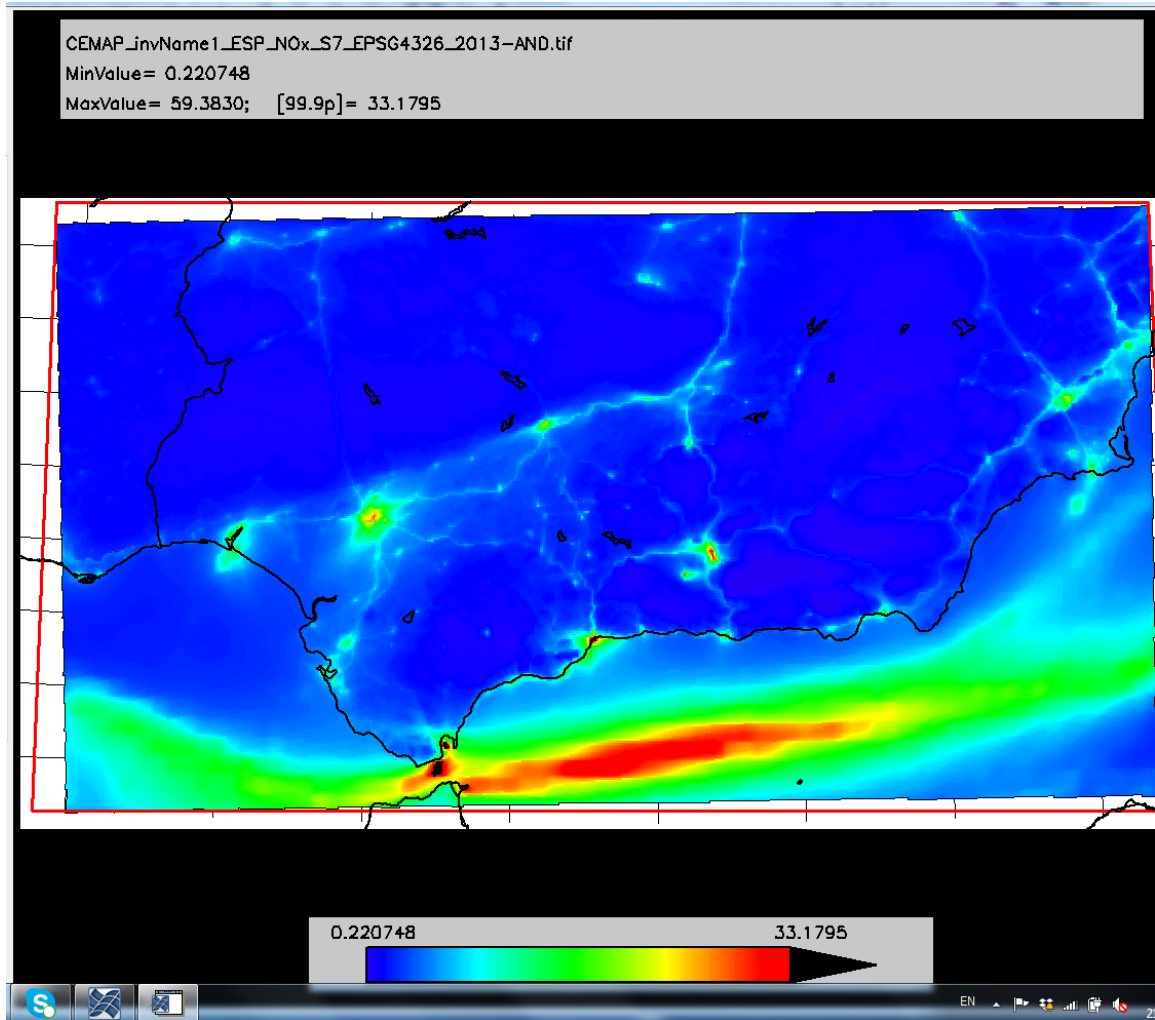 CEMAP_invName1_ESP_NOx_S7_EPSG4326_2013-AND.tif
MinValue= 0.220748
MaxValue= 59.3830; [99.9p]= 33.1795
0.220748 33.1795
EN